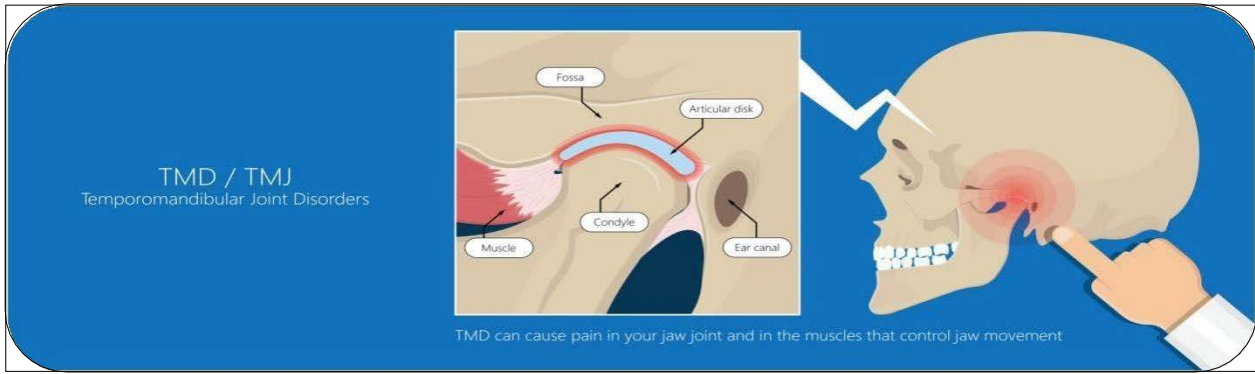 TMD / TMJ
Temporomandibular Joint Disorders
Fossa
Articular disk
Condyle
Muscle
Ear canal
TMD can cause pain in your jaw joint and in the muscles that control jaw movement